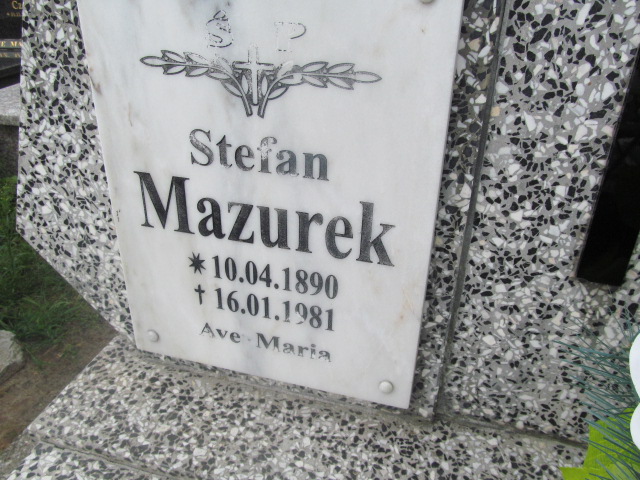 Ś P
Stefan
Mazurek
* 10.04.1890
† 16.01.1981
Ave Maria